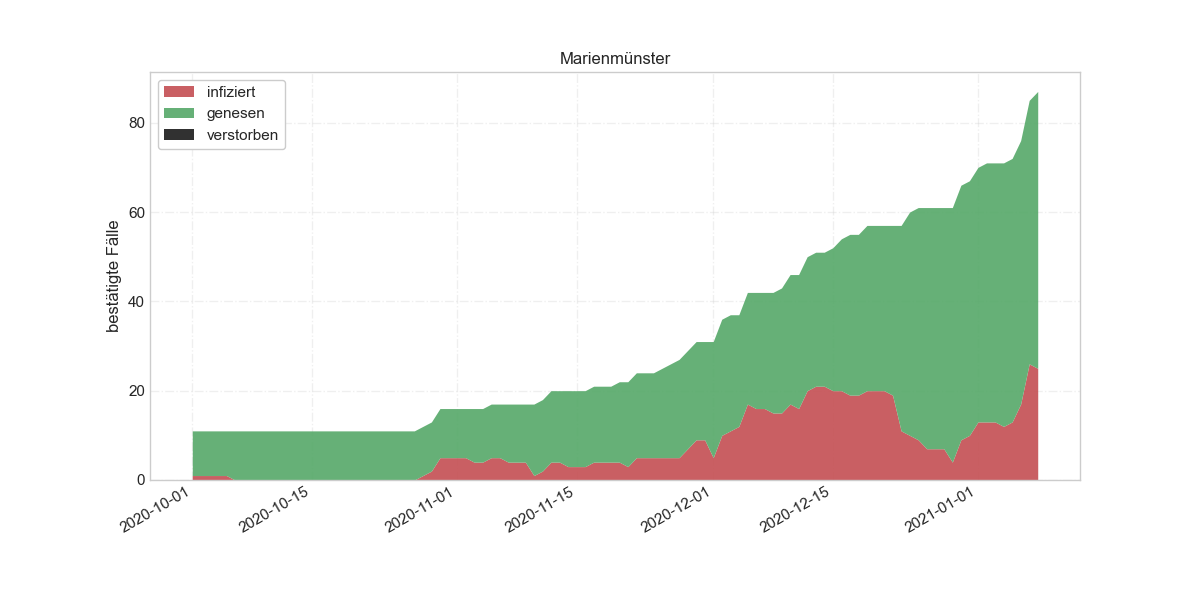 Marienmünster
infiziert
genesen
verstorben
bestätigte Fälle
80
60
40
20
0
2020-10-01
2020-10-15
2020-11-01
2020-11-15
2020-12-01
2020-12-15
2021-01-01